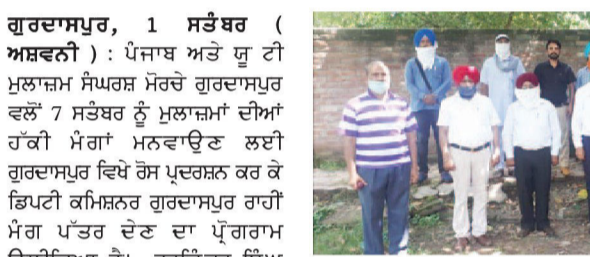 ਗੁਰਦਾਸਪੁਰ, 1 ਸਤੰਬਰ (
ਅਸ਼ਵਨੀ ) : ਪੰਜਾਬ ਅਤੇ ਯੂ ਟੀ
ਮੁਲਾਜ਼ਮ ਸੰਘਰਸ਼ ਮੋਰਚੇ ਗੁਰਦਾਸਪੁਰ
ਵਲੋਂ 7 ਸਤੰਬਰ ਨੂੰ ਮੁਲਾਜ਼ਮਾਂ ਦੀਆਂ
ਹੱਕੀ ਮੰਗਾਂ ਮਨਵਾਉਣ ਲਈ
ਗੁਰਦਾਸਪੁਰ ਵਿਖੇ ਰੋਸ ਪ੍ਰਦਰਸ਼ਨ ਕਰ ਕੇ
ਡਿਪਟੀ ਕਮਿਸ਼ਨਰ ਗੁਰਦਾਸਪੁਰ ਰਾਹੀਂ
ਮੰਗ ਪੱਤਰ ਦੇਣ ਦਾ ਪ੍ਰੋਗਰਾਮ